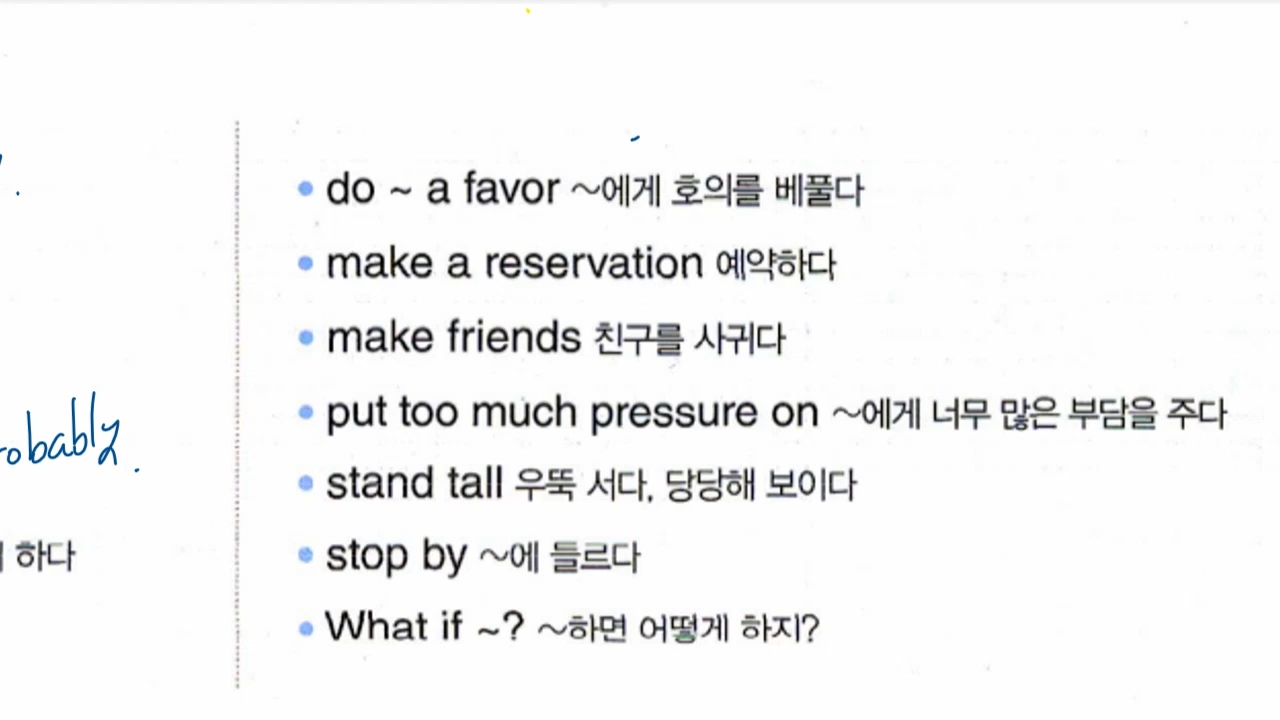 do ~ a favor ~에게 호의를 베풀다
make a reservation 예약하다
make friends 친구를 사귀다
put too much pressure on ~에게 너무 많은 부담을 주다
stand tall 우뚝 서다, 당당해 보이다
하다
stop by ~에 들르다
What if ~? ~하면 어떻게 하지?